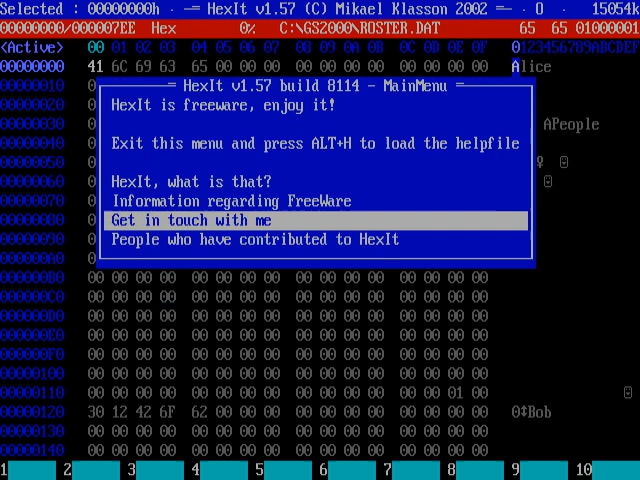 Selected : 00000000h · ─= HexIt v1.57 (C) Mikael Klasson 2002 =─ · O 15054k
00000000/000007EE Hex 0% C:\GS2000\ROSTER.DAT 65 65 01000001
<Active> 00 01 02 03 04 05 06 07 08 09 0A 0B 0C 0D 0E 0F 0123456789ABCDEF
00000000 41 6C 69 63 65 00 00 00 00 00 00 00 00 00 00 00 Alice
00000010 0 ─= HexIt v1.57 build 8114 - MainMenu =─
00000020 0 HexIt is freeware, enjoy it!
00000030 0 APeople
00000040 0 Exit this menu and press ALT+H to load the helpfile
00000050 0 ♀
00000060 0 HexIt, what is that?
00000070 0 Information regarding FreeWare
00000080 0 Get in touch with me
00000090 0 People who have contributed to HexIt
000000A0 0
000000B0 00 00 00 00 00 00 00 00 00 00 00 00 00 00 00 00
000000C0 00 00 00 00 00 00 00 00 00 00 00 00 00 00 00 00
000000D0 00 00 00 00 00 00 00 00 00 00 00 00 00 00 00 00
000000E0 00 00 00 00 00 00 00 00 00 00 00 00 00 00 00 00
000000F0 00 00 00 00 00 00 00 00 00 00 00 00 00 00 00 00
00000100 00 00 00 00 00 00 00 00 00 00 00 00 00 00 00 00
00000110 00 00 00 00 00 00 00 00 00 00 00 00 00 00 01 00
00000120 30 12 42 6F 62 00 00 00 00 00 00 00 00 00 00 00 0↕Bob
00000130 00 00 00 00 00 00 00 00 00 00 00 00 00 00 00 00
00000140 00 00 00 00 00 00 00 00 00 00 00 00 00 00 00 00
1 2 3 4 5 6 7 8 9 10